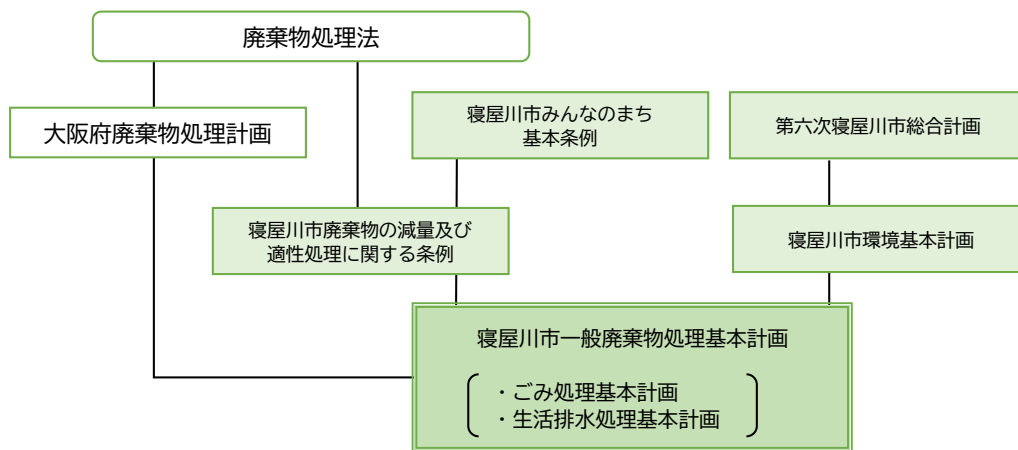 廃棄物処理法
大阪府廃棄物処理計画
寝屋川市みんなのまち
基本条例
第六次寝屋川市総合計画
寝屋川市廃棄物の減量及び
適性処理に関する条例
寝屋川市環境基本計画
寝屋川市一般廃棄物処理基本計画
・ごみ処理基本計画
・生活排水処理基本計画